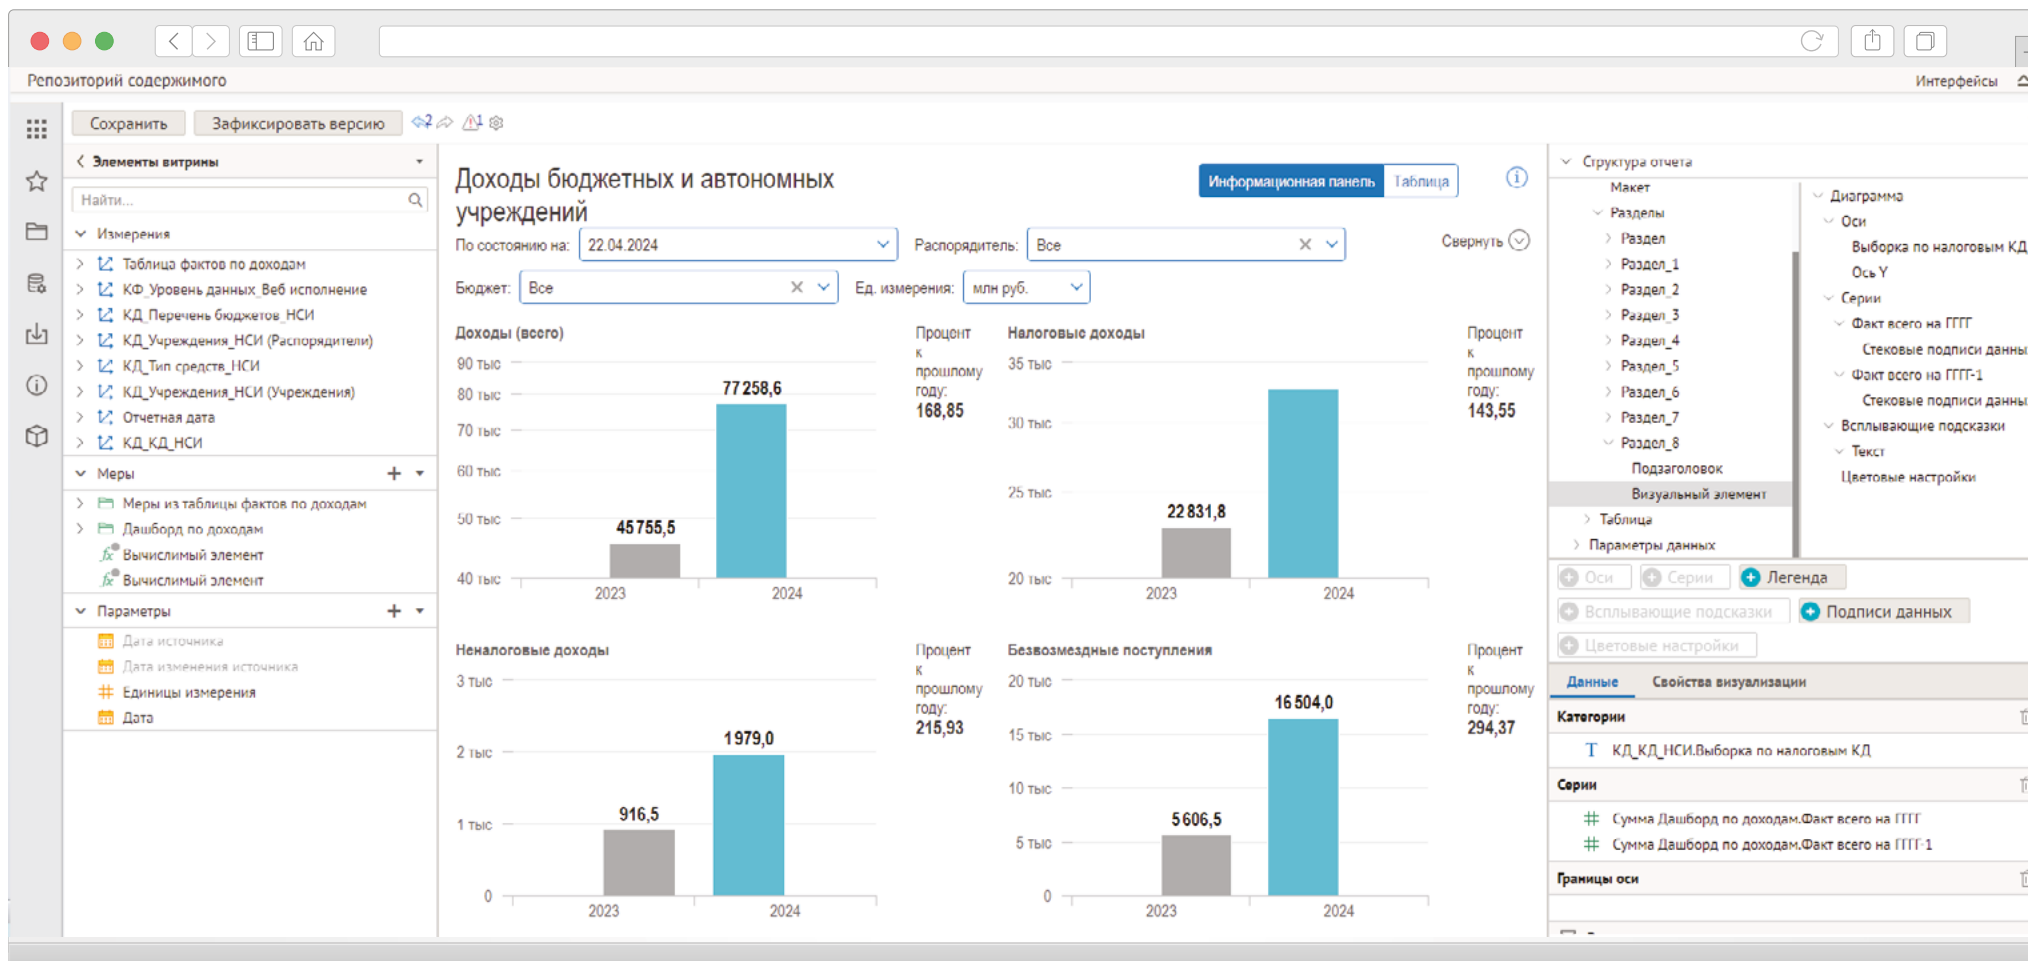 Репозиторий содержимого
Интерфейсы
Сохранить
Зафиксировать версию
2
1
Элементы витрины
Найти...
Измерения
Таблица фактов по доходам
КФ_Уровень данных_Веб исполнение
КД_Перечень бюджетов_НСИ
КД_Учреждения_НСИ (Распорядители)
КД_Тип средств_НСИ
КД_Учреждения_НСИ (Учреждения)
Отчетная дата
КД_КД_НСИ
Меры
Меры из таблицы фактов по доходам
Дашборд по доходам
fx Вычислимый элемент
fx Вычислимый элемент
Параметры
Дата источника
Дата изменения источника
Единицы измерения
Дата
Доходы бюджетных и автономных
учреждений
Информационная панель
Таблица
По состоянию на: 22.04.2024
Распорядитель: Все
Свернуть
Бюджет: Все
Ед. измерения: млн руб.
Доходы (всего)
90 тыс
80 тыс
70 тыс
60 тыс
50 тыс
40 тыс
45 755,5
77 258,6
2023
2024
Процент
к
прошлому
году:
168,85
Налоговые доходы
35 тыс
30 тыс
25 тыс
20 тыс
22 831,8
2023
2024
Процент
к
прошлому
году:
143,55
Неналоговые доходы
3 тыс
2 тыс
1 тыс
0
916,5
1 979,0
2023
2024
Процент
к
прошлому
году:
215,93
Безвозмездные поступления
20 тыс
15 тыс
10 тыс
5 тыс
0
5 606,5
16 504,0
2023
2024
Процент
к
прошлому
году:
294,37
Структура отчета
Макет
Разделы
Раздел
Раздел_1
Раздел_2
Раздел_3
Раздел_4
Раздел_5
Раздел_6
Раздел_7
Раздел_8
Подзаголовок
Визуальный элемент
Таблица
Параметры данных
Диаграмма
Оси
Выборка по налоговым КД
Ось Y
Серии
Факт всего на ГГГГ
Стековые подписи данны
Факт всего на ГГГГ-1
Стековые подписи данны
Всплывающие подсказки
Текст
Цветовые настройки
Оси
Серии
Легенда
Всплывающие подсказки
Подписи данных
Цветовые настройки
Данные
Свойства визуализации
Категории
КД_КД_НСИ.Выборка по налоговым КД
Серии
Сумма Дашборд по доходам.Факт всего на ГГГГ
Сумма Дашборд по доходам.Факт всего на ГГГГ-1
Границы оси